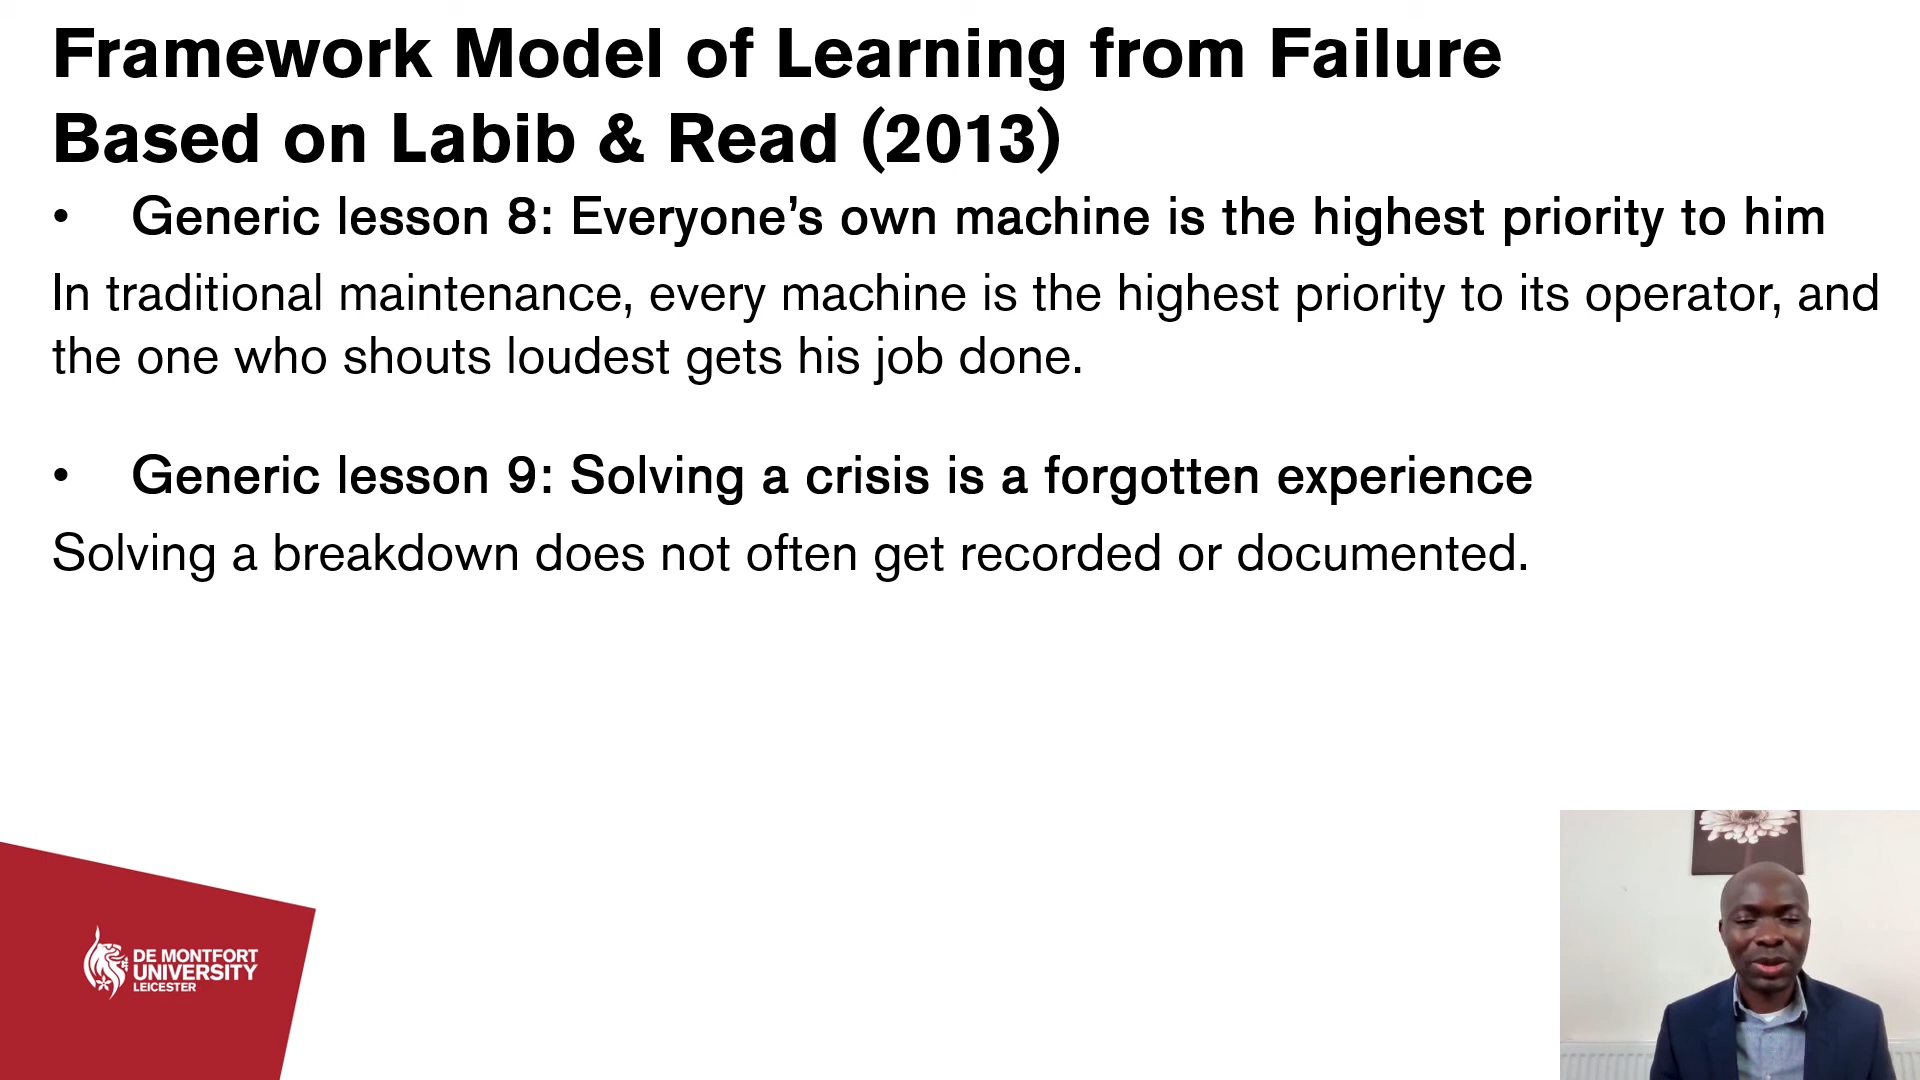 Framework Model of Learning from Failure
Based on Labib & Read (2013)
• Generic lesson 8: Everyone’s own machine is the highest priority to him
In traditional maintenance, every machine is the highest priority to its operator, and
the one who shouts loudest gets his job done.
• Generic lesson 9: Solving a crisis is a forgotten experience
Solving a breakdown does not often get recorded or documented.
DE MONTFORT
UNIVERSITY
LEICESTER